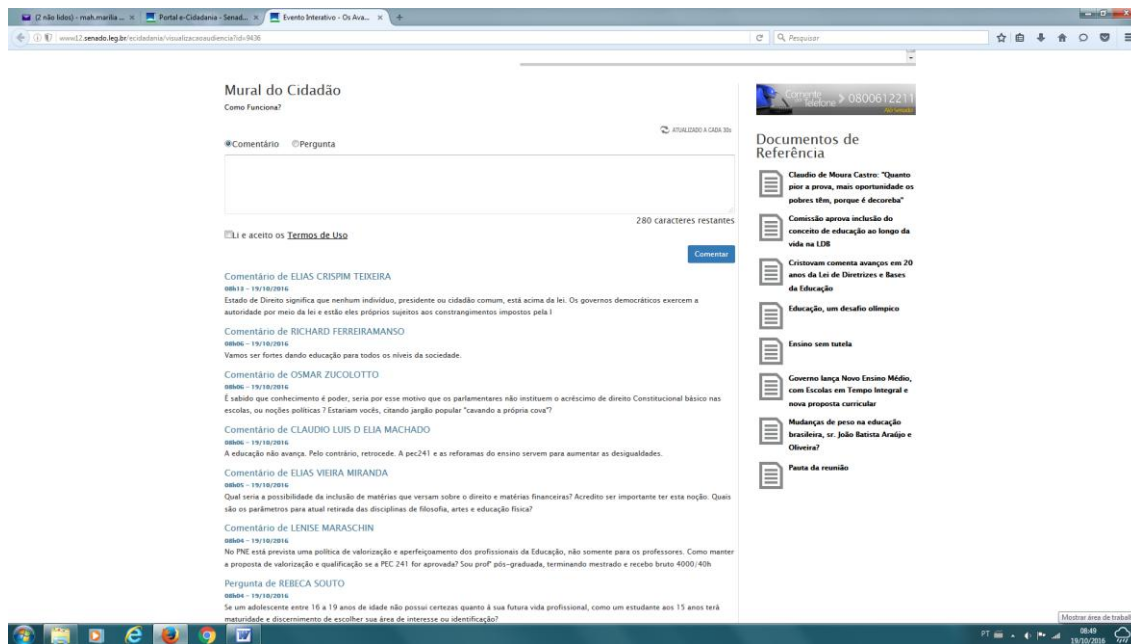 (2 não lidos) - mah.marilia ...
Portal e-Cidadania - Senad...
Evento Interativo - Os Ava...
www12.senado.leg.br/ecidadania/visualizacaoaudiencia?id=9436
Pesquisar
Mural do Cidadão
Como Funciona?
ATUALIZADO A CADA 30s
Comentário Pergunta
280 caracteres restantes
Li e aceito os Termos de Uso
Comentar
Comentário de ELIAS CRISPIM TEIXEIRA
08h13 - 19/10/2016
Estado de Direito significa que nenhum indivíduo, presidente ou cidadão comum, está acima da lei. Os governos democráticos exercem a
autoridade por meio da lei e estão eles próprios sujeitos aos constrangimentos impostos pela l
Comentário de RICHARD FERREIRAMANSO
08h06 - 19/10/2016
Vamos ser fortes dando educação para todos os níveis da sociedade.
Comentário de OSMAR ZUCOLOTTO
08h06 - 19/10/2016
É sabido que conhecimento é poder, seria por esse motivo que os parlamentares não instituem o acréscimo de direito Constitucional básico nas
escolas, ou noções políticas ? Estariam vocês, citando jargão popular "cavando a própria cova"?
Comentário de CLAUDIO LUIS D ELIA MACHADO
08h06 - 19/10/2016
A educação não avança. Pelo contrário, retrocede. A pec241 e as reforamas do ensino servem para aumentar as desigualdades.
Comentário de ELIAS VIEIRA MIRANDA
08h05 - 19/10/2016
Qual seria a possibilidade da inclusão de matérias que versam sobre o direito e matérias financeiras? Acredito ser importante ter esta noção. Quais
são os parâmetros para atual retirada das disciplinas de filosofia, artes e educação física?
Comentário de LENISE MARASCHIN
08h04 - 19/10/2016
No PNE está prevista uma política de valorização e aperfeiçoamento dos profissionais da Educação, não somente para os professores. Como manter
a proposta de valorização e qualificação se a PEC 241 for aprovada? Sou profª pós-graduada, terminando mestrado e recebo bruto 4000/40h
Pergunta de REBECA SOUTO
08h04 - 19/10/2016
Se um adolescente entre 16 a 19 anos de idade não possui certezas quanto à sua futura vida profissional, como um estudante aos 15 anos terá
maturidade e discernimento de escolher sua área de interesse ou identificação?
Comente
Telefone > 0800612211
Alô Senado
Documentos de
Referência
Claudio de Moura Castro: "Quanto
pior a prova, mais oportunidade os
pobres têm, porque é decoreba"
Comissão aprova inclusão do
conceito de educação ao longo da
vida na LDB
Cristovam comenta avanços em 20
anos da Lei de Diretrizes e Bases
da Educação
Educação, um desafio olímpico
Ensino sem tutela
Governo lança Novo Ensino Médio,
com Escolas em Tempo Integral e
nova proposta curricular
Mudanças de peso na educação
brasileira, sr. João Batista Araújo e
Oliveira?
Pauta da reunião
Mostrar área de trabal
PT
08:49
19/10/2016